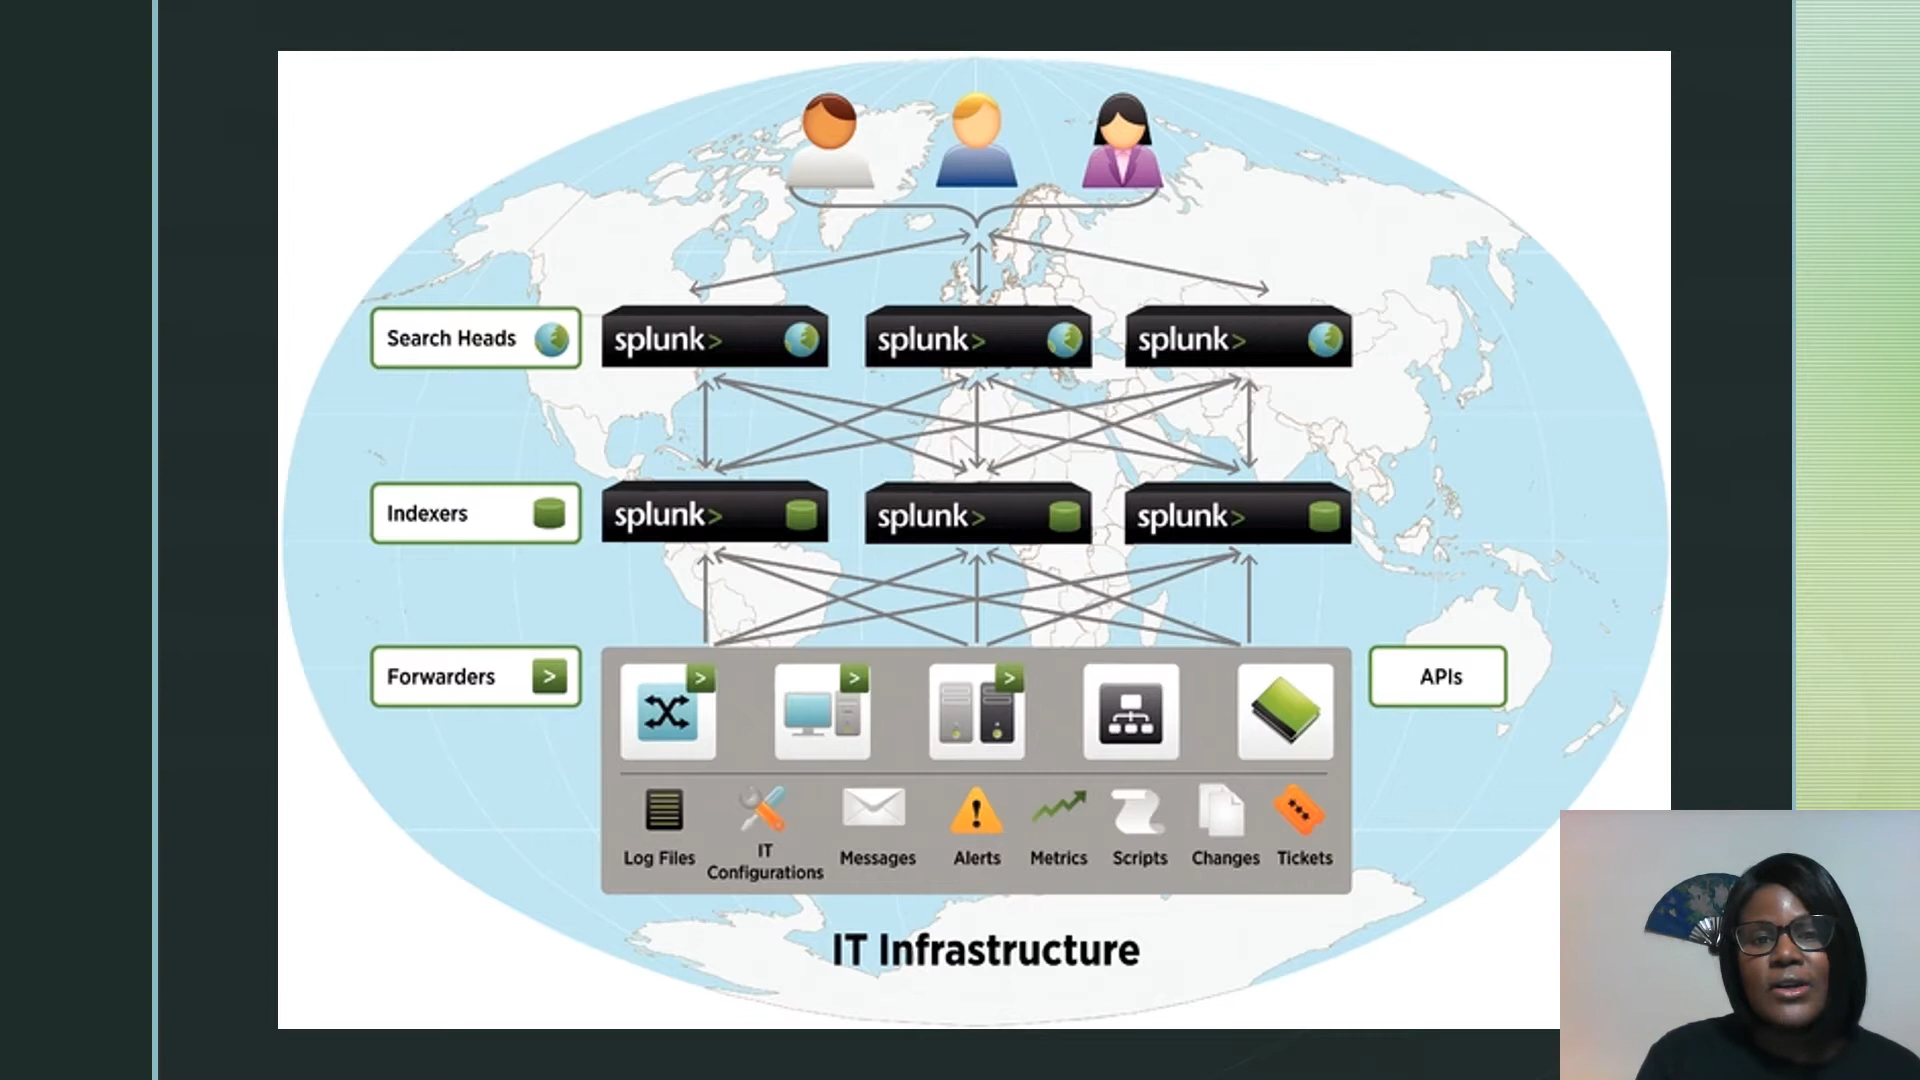 Search Heads
splunk>
splunk>
splunk>
Indexers
splunk>
splunk>
splunk>
Forwarders >
>
>
>
APIs
Log Files
IT
Configurations
Messages
Alerts
Metrics
Scripts
Changes
Tickets
IT Infrastructure